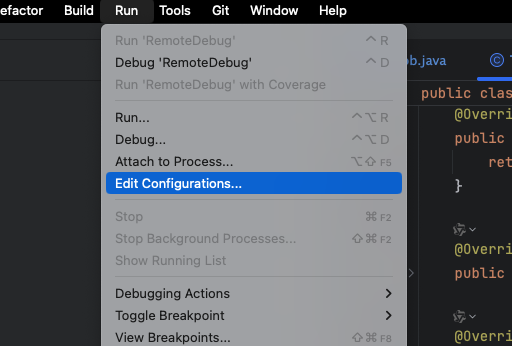 efactor Build Run Tools Git Window Help
Run 'RemoteDebug' ⌃ R
Debug 'RemoteDebug' ⌃ D
Run 'RemoteDebug' with Coverage
Run... ⌃⌥ R
Debug... ⌃⌥ D
Attach to Process... ⌥⇧ F5
Edit Configurations...
Stop ⌘ F2
Stop Background Processes... ⇧⌘ F2
Show Running List
Debugging Actions
Toggle Breakpoint
View Breakpoints... ⇧⌘ F8
ob.java
public clas
@Overri
public
ret
}
@Overri
public
@Overri